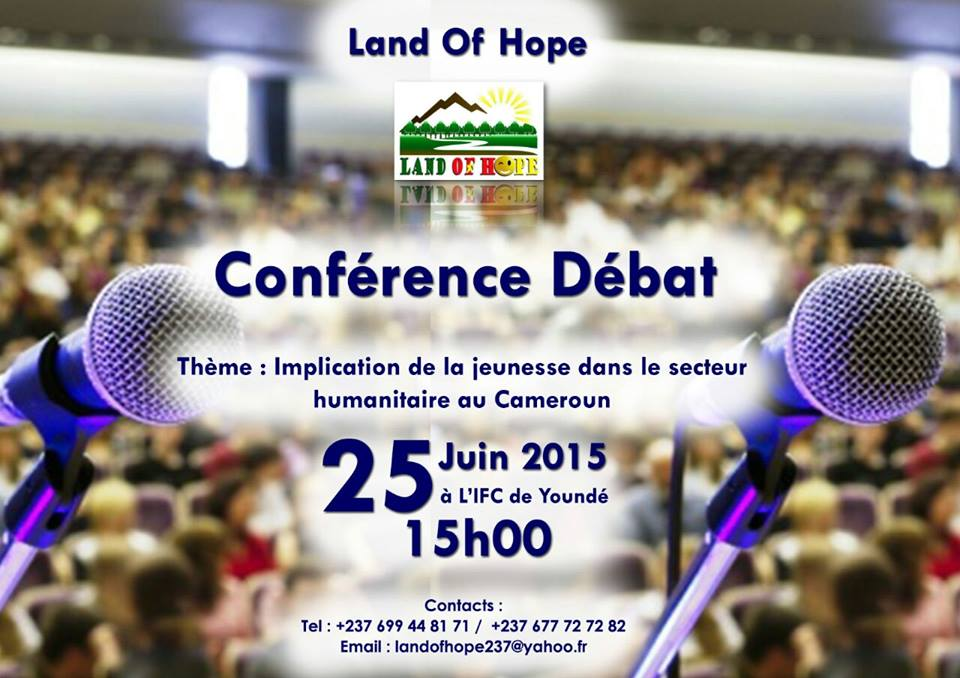 Land Of Hope
LAND OF HOPE
Conférence Débat
Thème : Implication de la jeunesse dans le secteur
humanitaire au Cameroun
25 Juin 2015
à L'IFC de Youndé
15h00
Contacts :
Tel : +237 699 44 81 71 / +237 677 72 72 82
Email : landofhope237@yahoo.fr